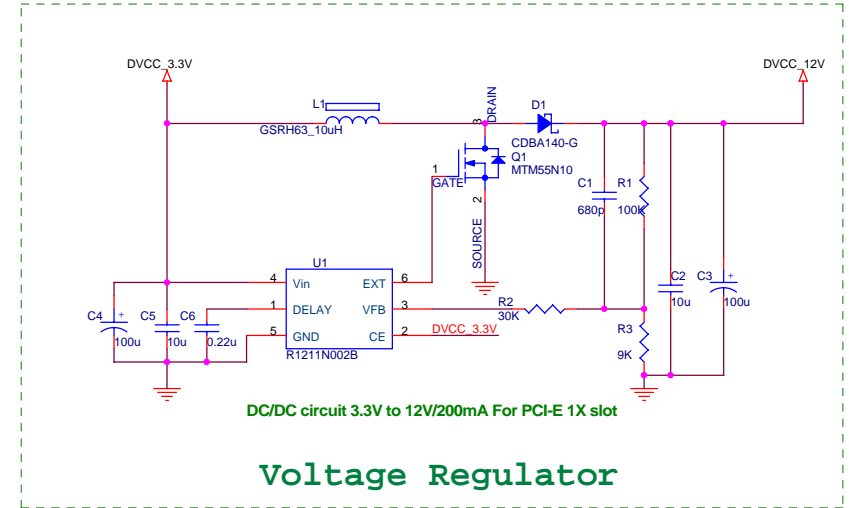 DVCC_3.3V
DVCC_12V
L1
GSRH63_10uH
3
DRAIN
D1
CDBA140-G
Q1
MTM55N10
1
GATE
2
SOURCE
C1
680p
R1
100K
U1
4
Vin
EXT
6
1
DELAY
VFB
3
5
GND
CE
2
R1211N002B
DVCC_3.3V
R2
30K
C4
+
100u
C5
10u
C6
0.22u
C2
10u
C3
+
100u
R3
9K
DC/DC circuit 3.3V to 12V/200mA For PCI-E 1X slot
Voltage Regulator